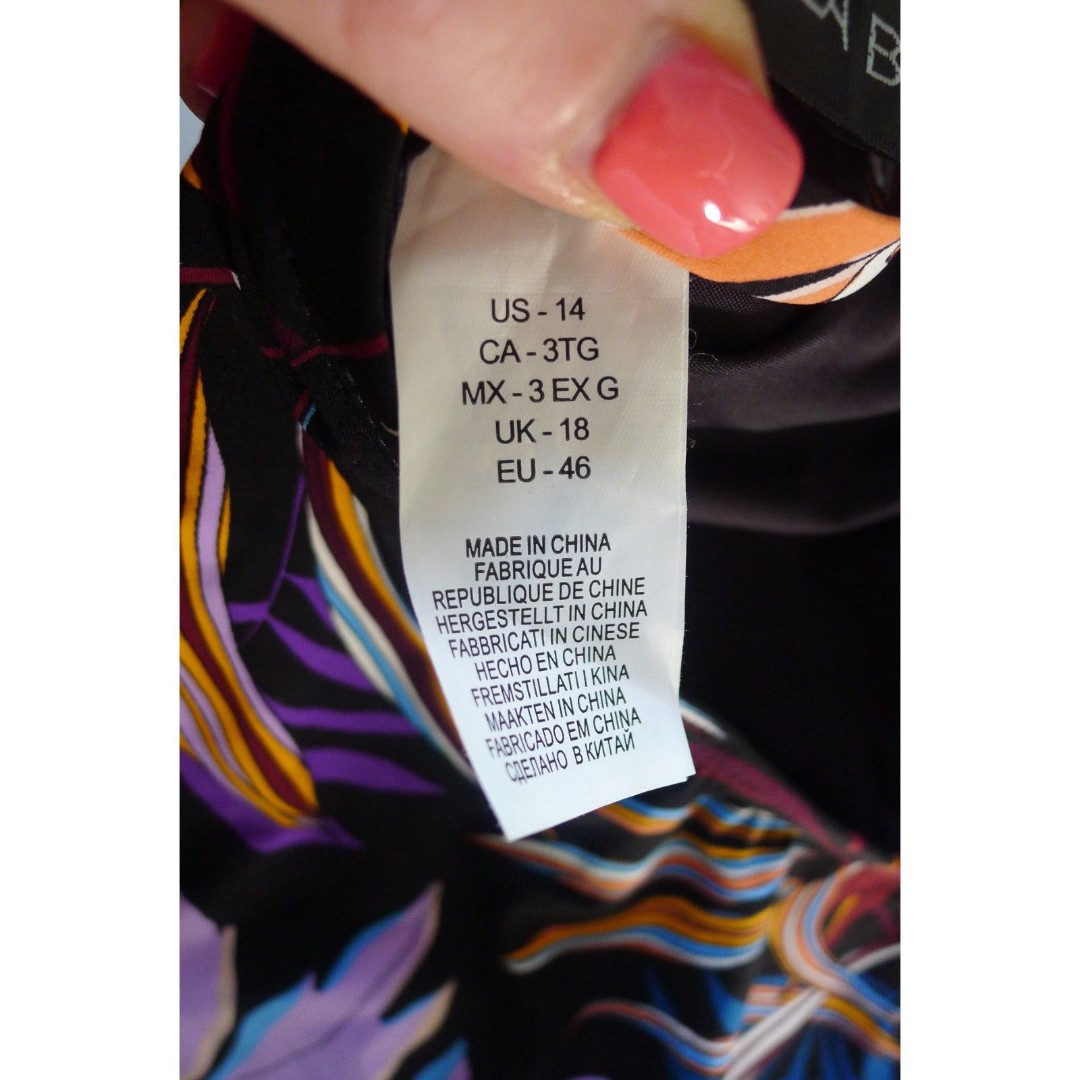 US - 14
CA - 3TG
MX - 3 EX G
UK - 18
EU - 46
MADE IN CHINA
FABRIQUE AU
REPUBLIQUE DE CHINE
HERGESTELLT IN CHINA
FABBRICATI IN CINESE
HECHO EN CHINA
FREMSTILLAT I I KINA
MAAKTEN IN CHINA
FABRICADO EM CHINA
СДЕЛАНО В КИТАЙ